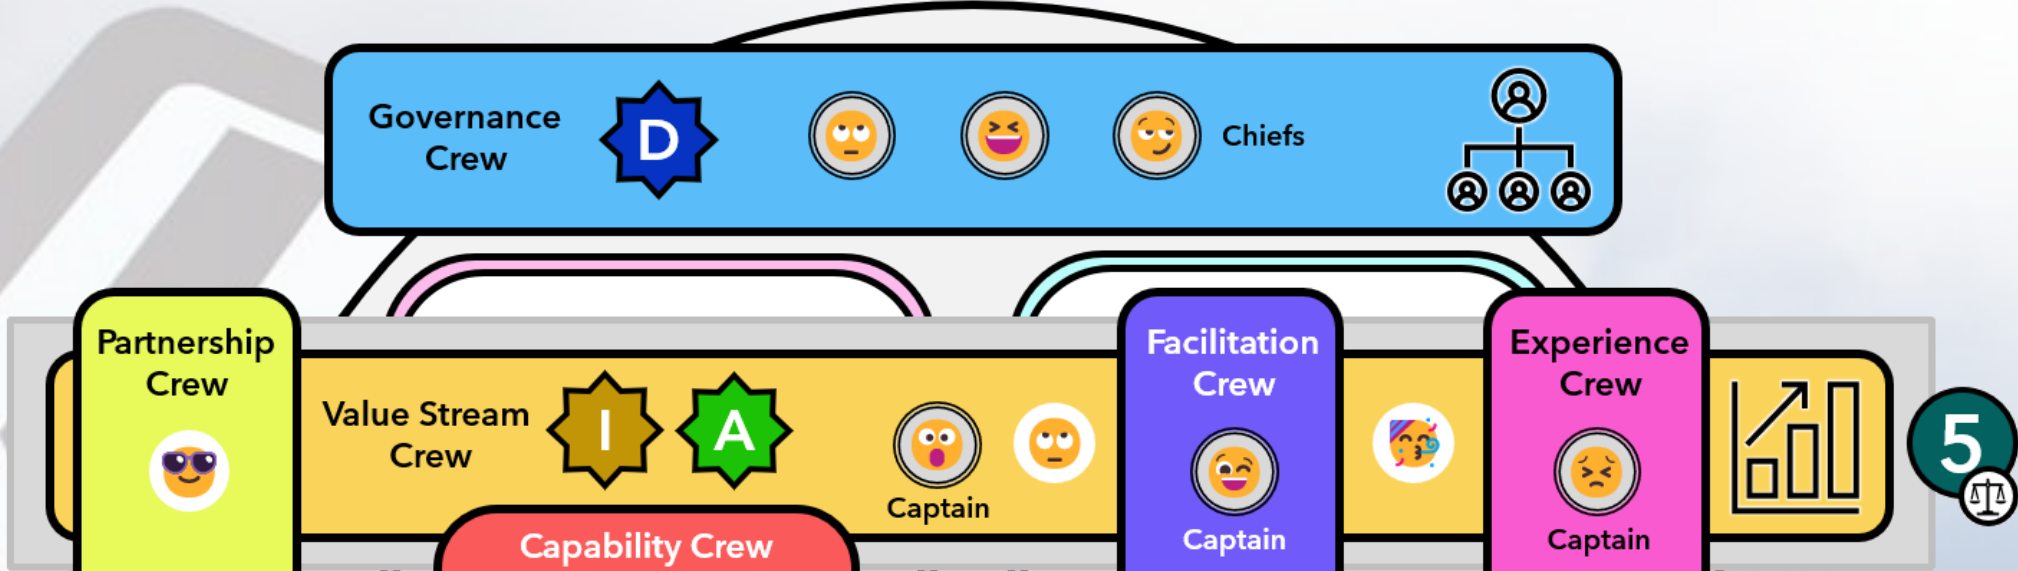 Governance
Crew
D
Chiefs
Partnership
Crew
Value Stream
Crew
I
A
Captain
Facilitation
Crew
Captain
Experience
Crew
Captain
5
Capability Crew